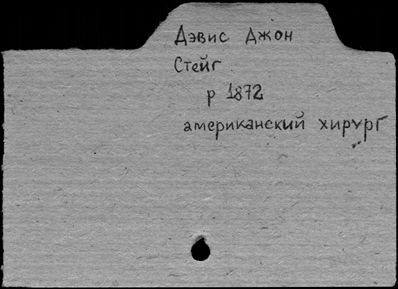 Дэвис Джон
Стейг
р 1872
американский хирург